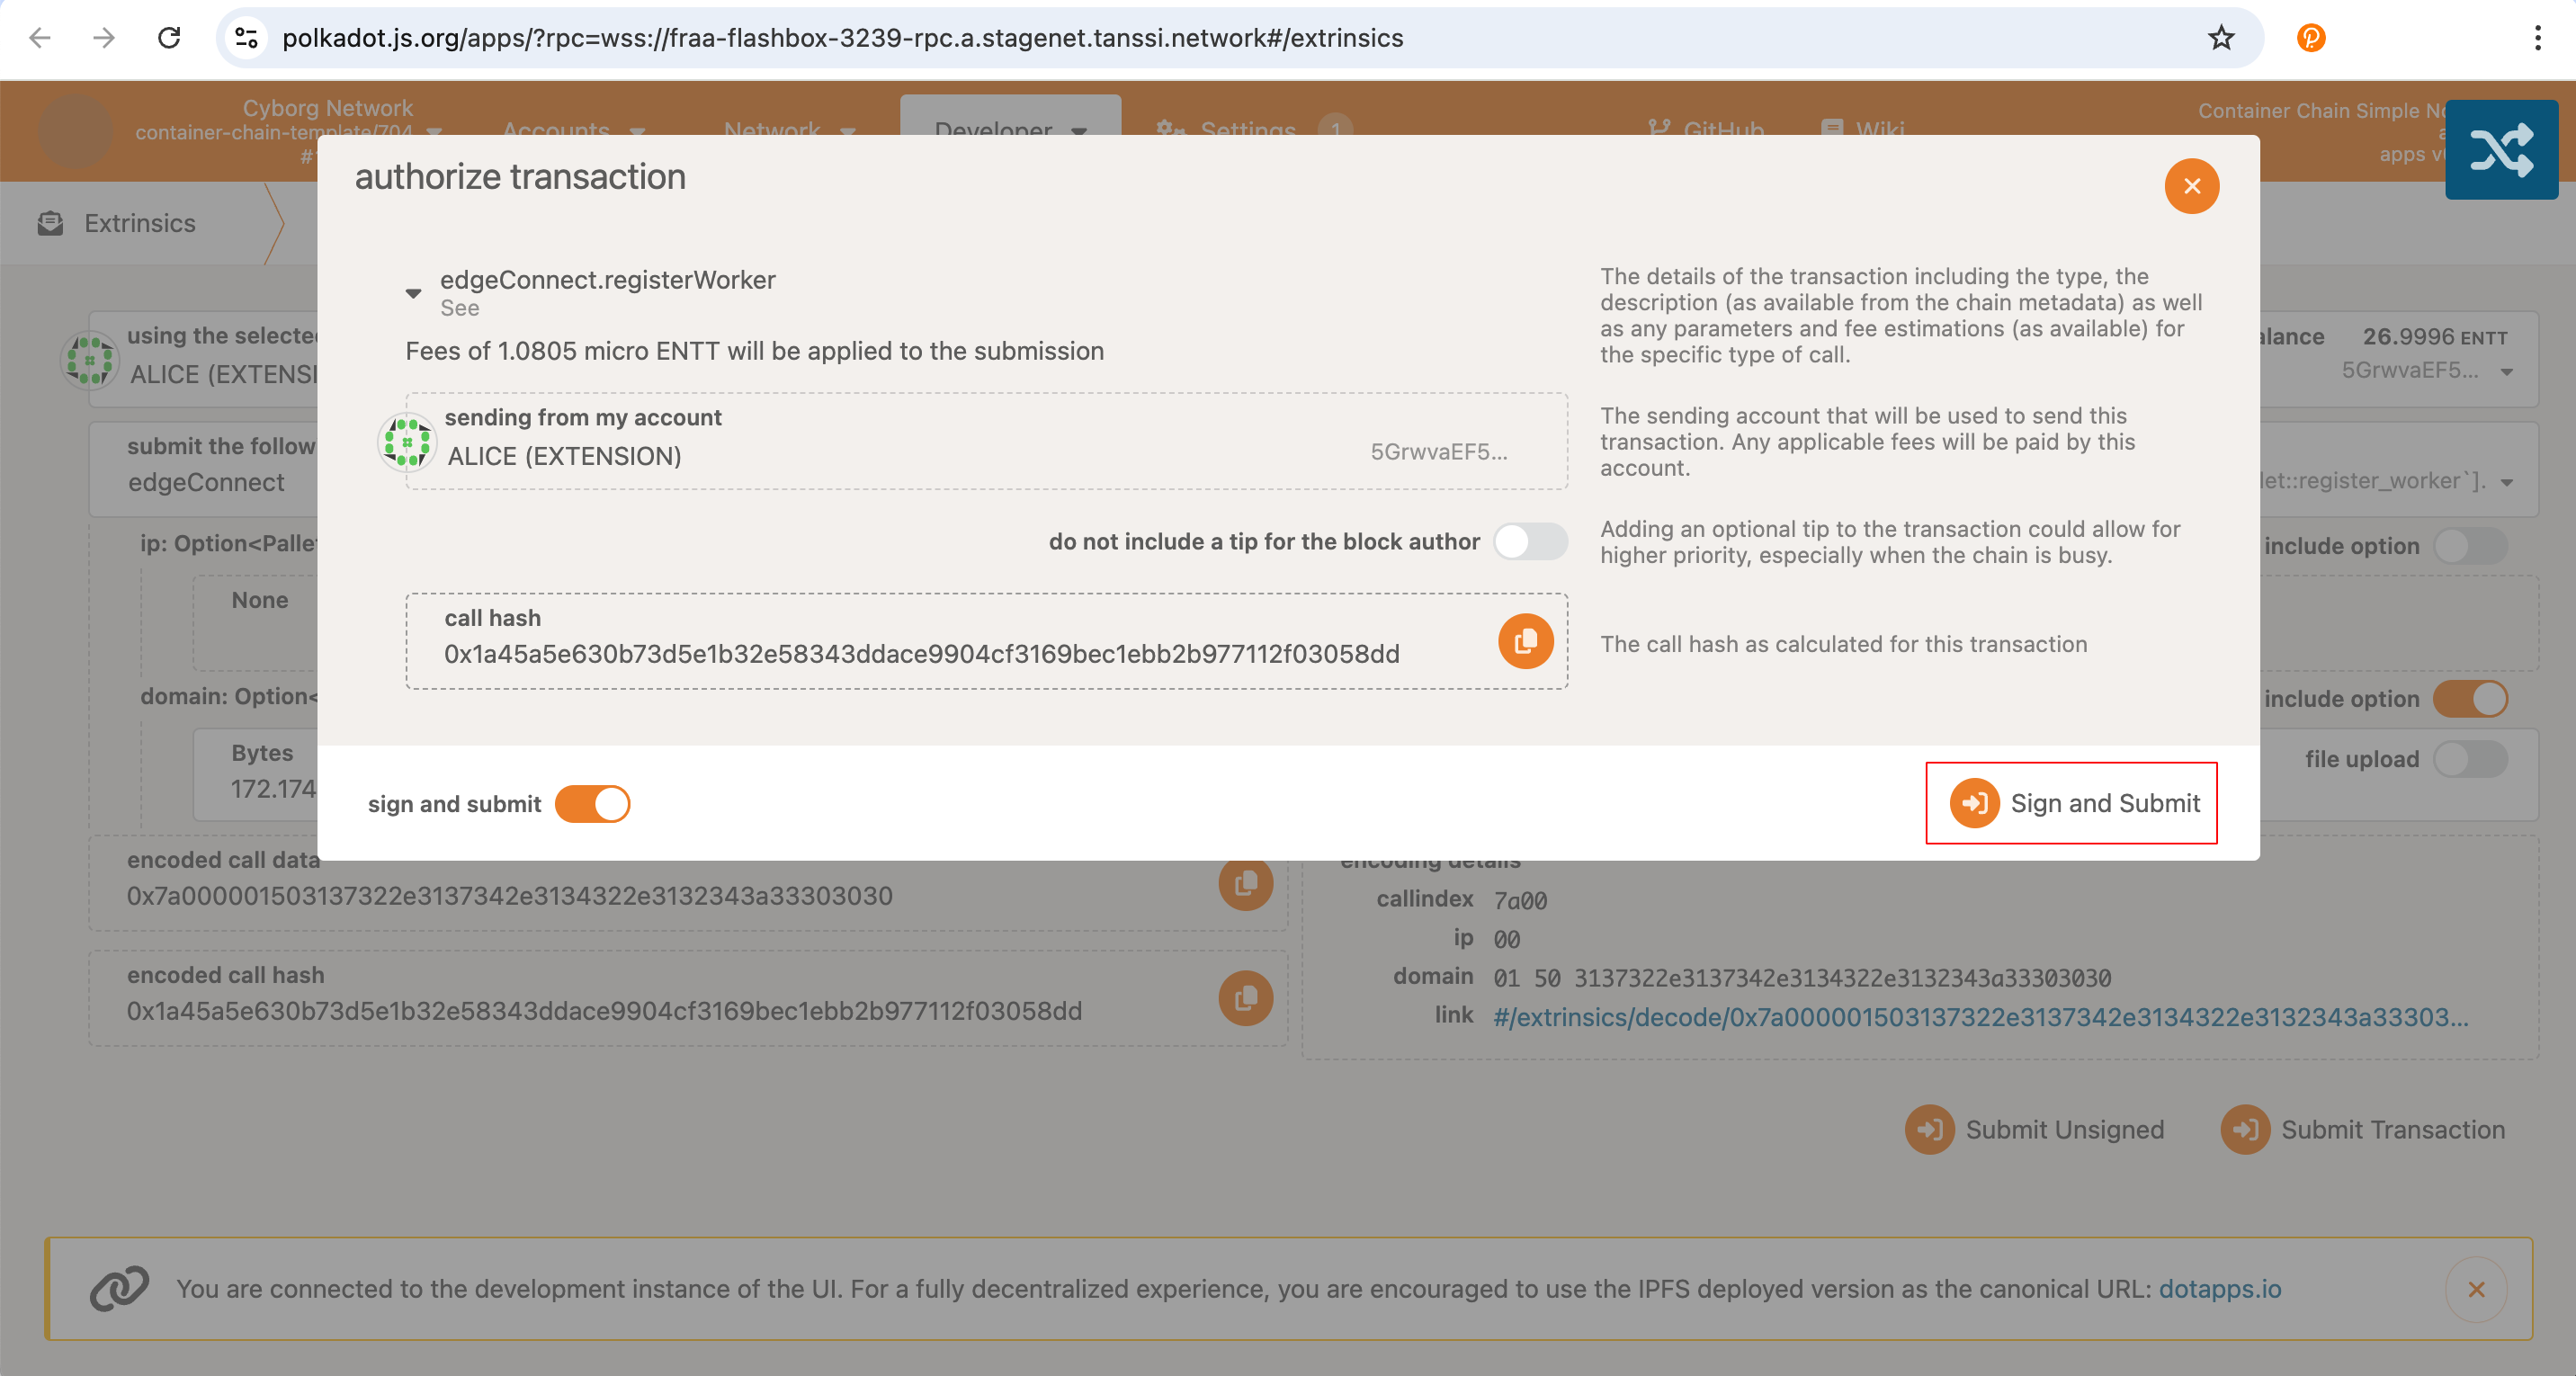 polkadot.js.org/apps/?rpc=wss://fraa-flashbox-3239-rpc.a.stagenet.tanssi.network#/extrinsics
Cyborg Network
container-chain-template/704
Accounts
Network
Developer
Settings
1
GitHub
Wiki
Container Chain Simple
apps
Extrinsics
authorize transaction
edgeConnect.registerWorker
See
Fees of 1.0805 micro ENTT will be applied to the submission
The details of the transaction including the type, the
description (as available from the chain metadata) as well
as any parameters and fee estimations (as available) for
the specific type of call.
sending from my account
ALICE (EXTENSION)
5GrwvaEF5...
The sending account that will be used to send this
transaction. Any applicable fees will be paid by this
account.
do not include a tip for the block author
Adding an optional tip to the transaction could allow for
higher priority, especially when the chain is busy.
call hash
0x1a45a5e630b73d5e1b32e58343ddace9904cf3169bec1ebb2b977112f03058dd
The call hash as calculated for this transaction
sign and submit
Sign and Submit
using the selecte
ALICE (EXTENSI
alance
26.9996 ENTT
5GrwvaEF5...
submit the follow
edgeConnect
let::register_worker`].
ip: Option<Palle
include option
None
domain: Option<
include option
Bytes
172.174
file upload
encoded call data
0x7a000001503137322e3137342e3134322e3132343a33303030
encoded call hash
0x1a45a5e630b73d5e1b32e58343ddace9904cf3169bec1ebb2b977112f03058dd
encoding details
callindex 7a00
ip 00
domain 01 50 3137322e3137342e3134322e3132343a33303030
link #/extrinsics/decode/0x7a000001503137322e3137342e3134322e3132343a33303...
Submit Unsigned
Submit Transaction
You are connected to the development instance of the UI. For a fully decentralized experience, you are encouraged to use the IPFS deployed version as the canonical URL: dotapps.io